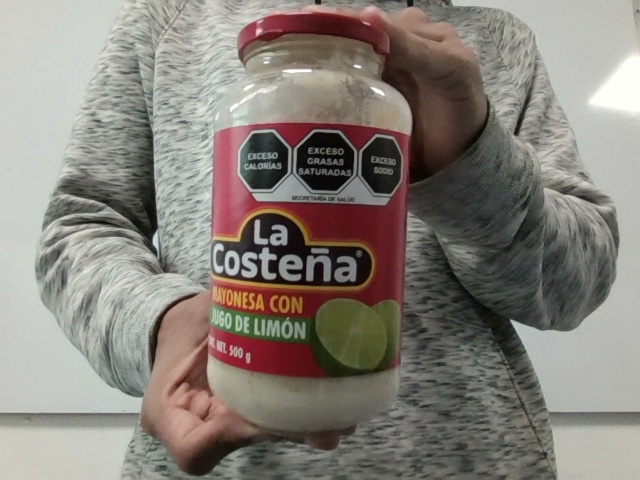 EXCESO
CALORÍAS
EXCESO
GRASAS
SATURADAS
EXCESO
SODIO
SECRETARÍA DE SALUD
La
Costeña®
MAYONESA CON
JUGO DE LIMÓN
NET. 500 g